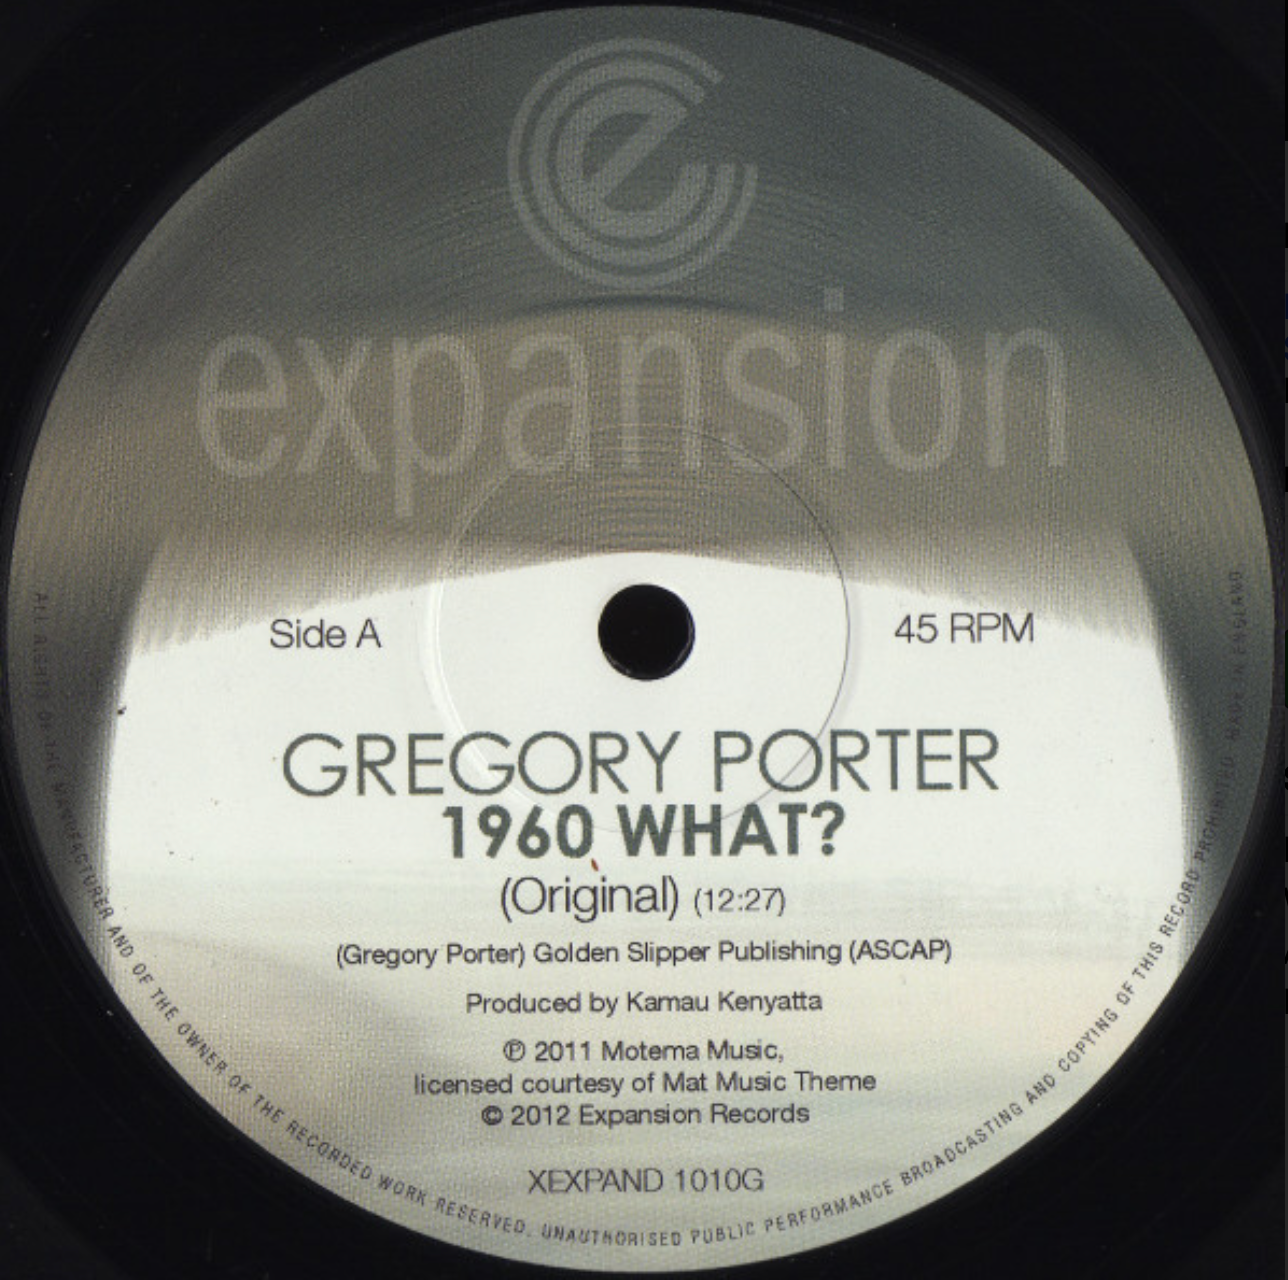 e
expansion
Side A
45 RPM
GREGORY PORTER
1960 WHAT?
(Original) (12:27)
(Gregory Porter) Golden Slipper Publishing (ASCAP)
Produced by Kamau Kenyatta
℗ 2011 Motema Music,
licensed courtesy of Mat Music Theme
© 2012 Expansion Records
XEXPAND 1010G
ALL RIGHTS OF THE MANUFACTURER AND OF THE OWNER OF THE RECORDED WORK RESERVED. UNAUTHORISED PUBLIC PERFORMANCE BROADCASTING AND COPYING OF THIS RECORD PROHIBITED. MADE IN ENGLAND